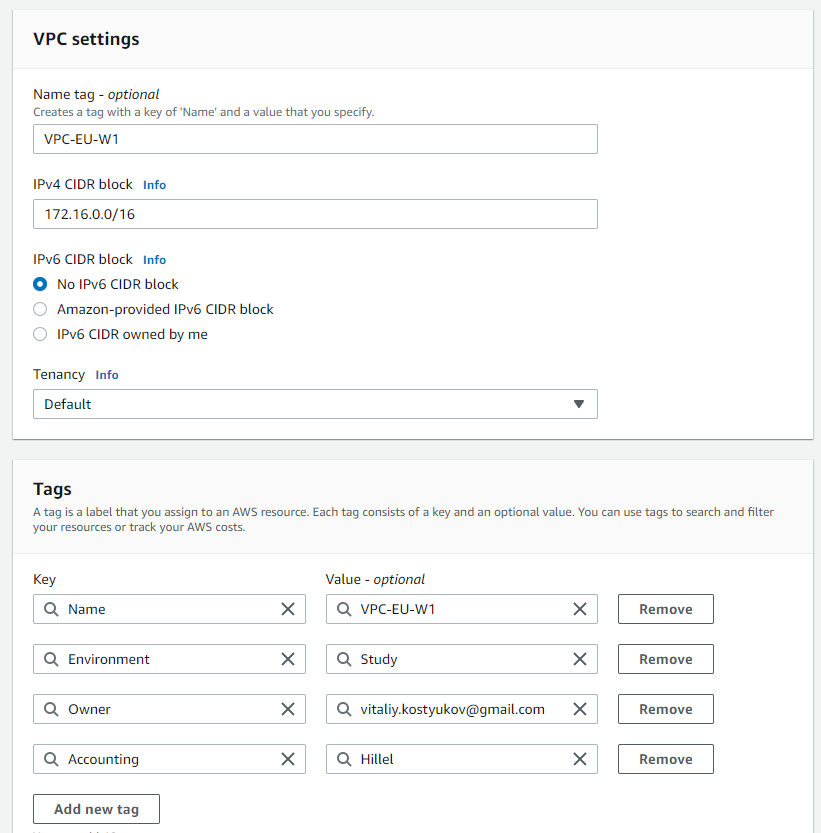 VPC settings
Name tag - optional
Creates a tag with a key of 'Name' and a value that you specify.
VPC-EU-W1
IPv4 CIDR block Info
172.16.0.0/16
IPv6 CIDR block Info
No IPv6 CIDR block
Amazon-provided IPv6 CIDR block
IPv6 CIDR owned by me
Tenancy Info
Default
Tags
A tag is a label that you assign to an AWS resource. Each tag consists of a key and an optional value. You can use tags to search and filter
your resources or track your AWS costs.
Key Value - optional
Name VPC-EU-W1 Remove
Environment Study Remove
Owner vitaliy.kostyukov@gmail.com Remove
Accounting Hillel Remove
Add new tag